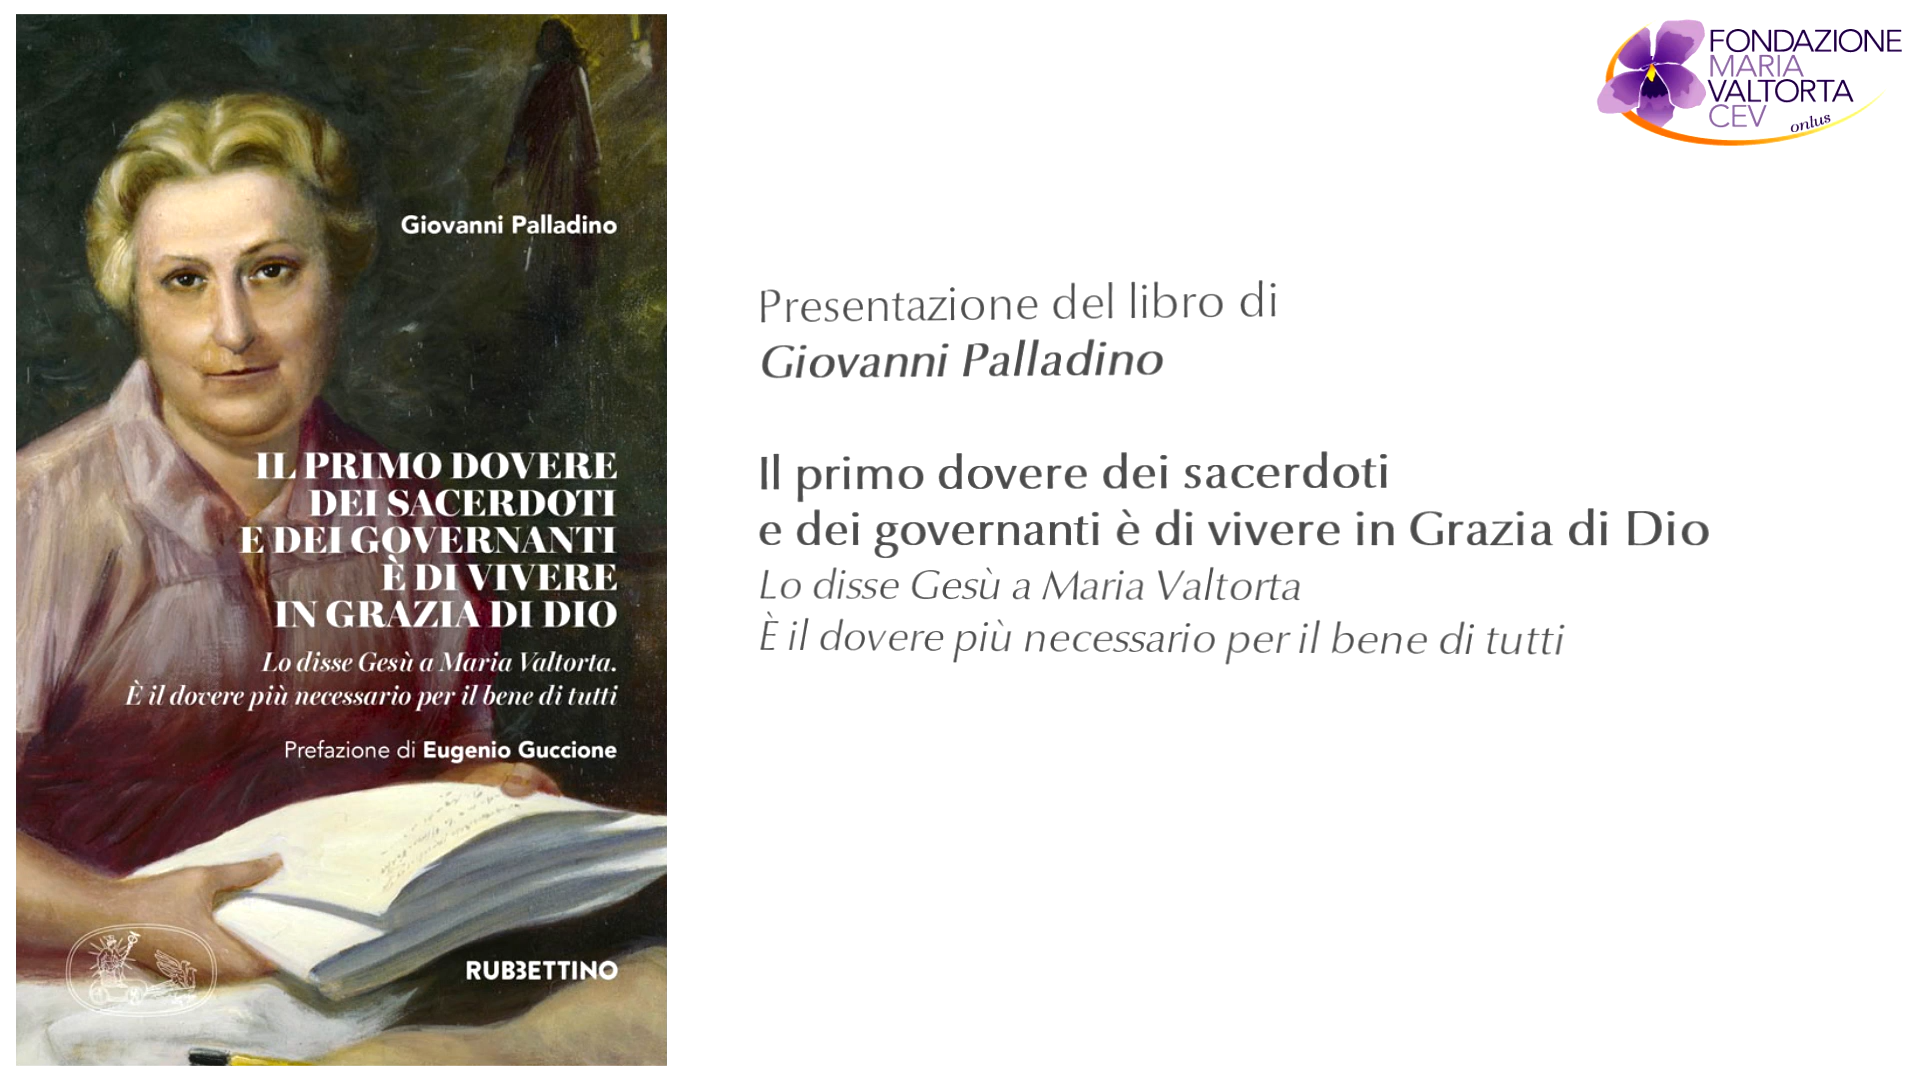 Giovanni Palladino
IL PRIMO DOVERE
DEI SACERDOTI
E DEI GOVERNANTI
È DI VIVERE
IN GRAZIA DI DIO
Lo disse Gesù a Maria Valtorta.
È il dovere più necessario per il bene di tutti
Prefazione di Eugenio Guccione
RUBBETTINO
FONDAZIONE
MARIA
VALTORTA
CEV
onlus
Presentazione del libro di
Giovanni Palladino
Il primo dovere dei sacerdoti
e dei governanti è di vivere in Grazia di Dio
Lo disse Gesù a Maria Valtorta
È il dovere più necessario per il bene di tutti